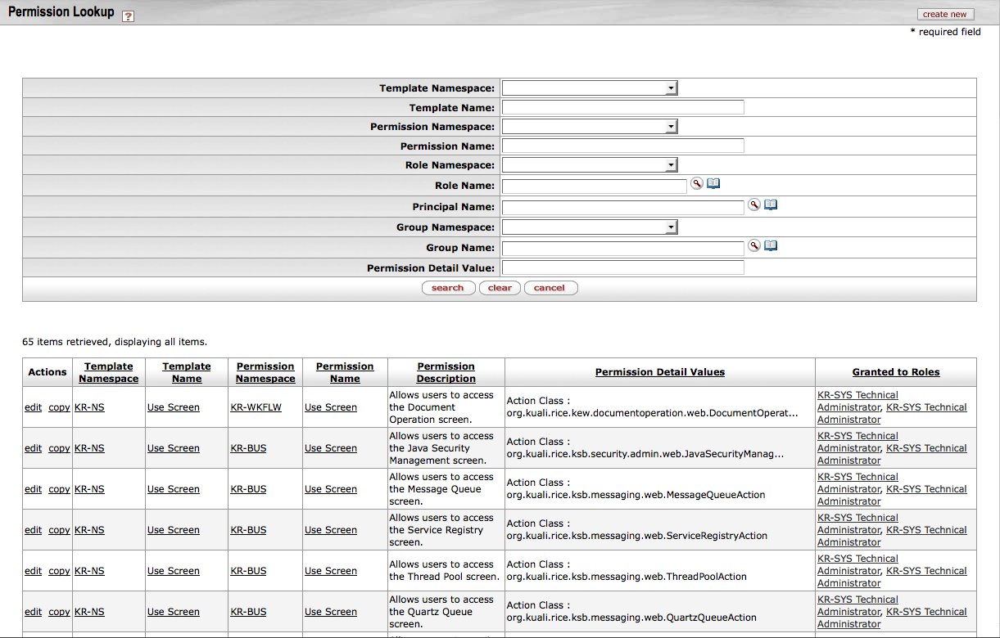 Permission Lookup ?
create new
* required field
Template Namespace:
Template Name:
Permission Namespace:
Permission Name:
Role Namespace:
Role Name:
Principal Name:
Group Namespace:
Group Name:
Permission Detail Value:
search clear cancel
65 items retrieved, displaying all items.
Actions Template Namespace Template Name Permission Namespace Permission Name Permission Description Permission Detail Values Granted to Roles
edit copy KR-NS Use Screen KR-WKFLW Use Screen
Allows users to access
the Document
Operation screen.
Action Class :
org.kuali.rice.kew.documentoperation.web.DocumentOperat...
KR-SYS Technical
Administrator, KR-SYS Technical
Administrator
edit copy KR-NS Use Screen KR-BUS Use Screen
Allows users to access
the Java Security
Management screen.
Action Class :
org.kuali.rice.ksb.security.admin.web.JavaSecurityManag...
KR-SYS Technical
Administrator, KR-SYS Technical
Administrator
edit copy KR-NS Use Screen KR-BUS Use Screen
Allows users to access
the Message Queue
screen.
Action Class :
org.kuali.rice.ksb.messaging.web.MessageQueueAction
KR-SYS Technical
Administrator, KR-SYS Technical
Administrator
edit copy KR-NS Use Screen KR-BUS Use Screen
Allows users to access
the Service Registry
screen.
Action Class :
org.kuali.rice.ksb.messaging.web.ServiceRegistryAction
KR-SYS Technical
Administrator, KR-SYS Technical
Administrator
edit copy KR-NS Use Screen KR-BUS Use Screen
Allows users to access
the Thread Pool screen.
Action Class :
org.kuali.rice.ksb.messaging.web.ThreadPoolAction
KR-SYS Technical
Administrator, KR-SYS Technical
Administrator
edit copy KR-NS Use Screen KR-BUS Use Screen
Allows users to access
the Quartz Queue
screen.
Action Class :
org.kuali.rice.ksb.messaging.web.QuartzQueueAction
KR-SYS Technical
Administrator, KR-SYS Technical
Administrator